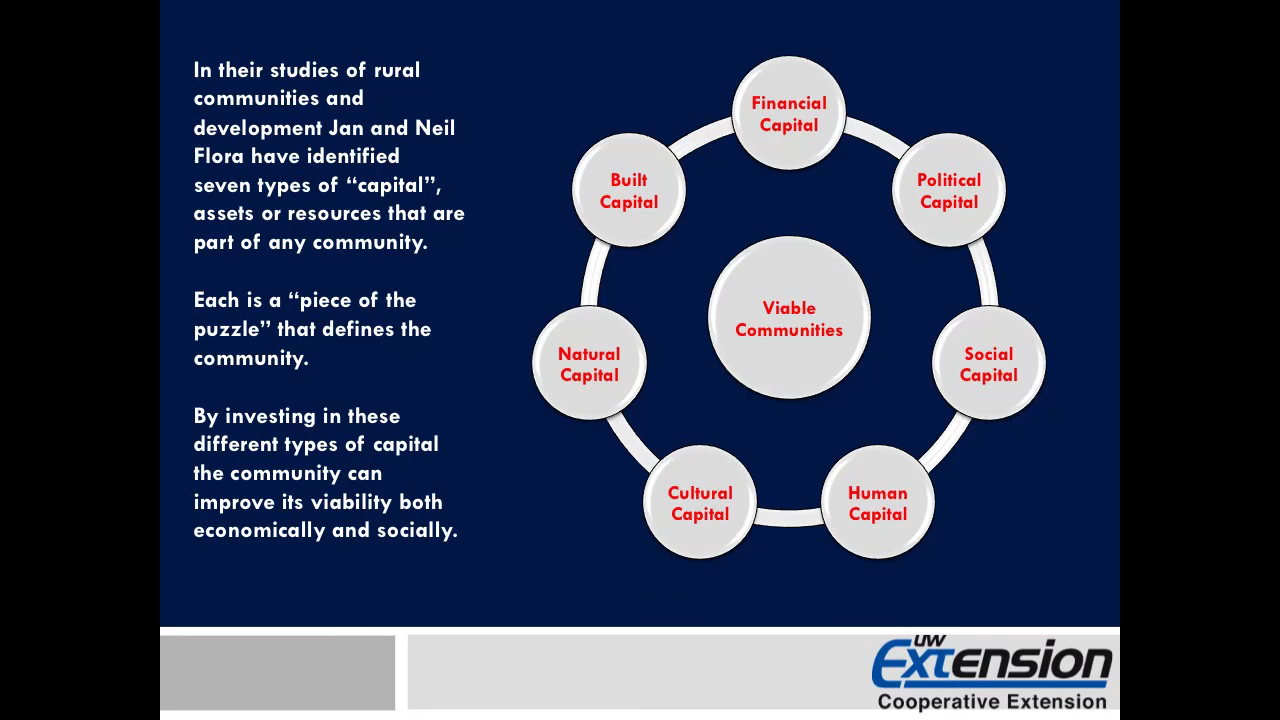 In their studies of rural
communities and
development Jan and Neil
Flora have identified
seven types of “capital”,
assets or resources that are
part of any community.
Each is a “piece of the
puzzle” that defines the
community.
By investing in these
different types of capital
the community can
improve its viability both
economically and socially.
Financial
Capital
Political
Capital
Social
Capital
Human
Capital
Cultural
Capital
Natural
Capital
Built
Capital
Viable
Communities
UW
Extension
Cooperative Extension